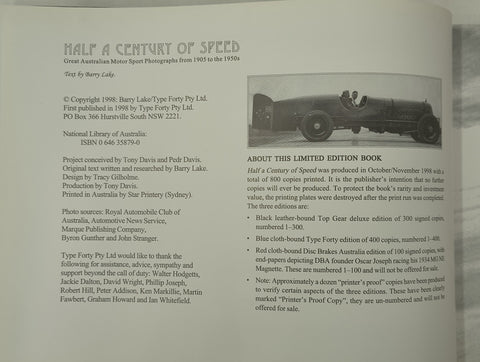 HALF A CENTURY OF SPEED
Great Australian Motor Sport Photographs from 1905 to the 1950s
Text by Barry Lake.
© Copyright 1998: Barry Lake/Type Forty Pty Ltd.
First published in 1998 by Type Forty Pty Ltd.
PO Box 366 Hurstville South NSW 2221.
National Library of Australia:
ISBN 0 646 35879-0
Project conceived by Tony Davis and Pedr Davis.
Original text written and researched by Barry Lake.
Design by Tracy Gilholme.
Production by Tony Davis.
Printed in Australia by Star Printery (Sydney).
Photo sources: Royal Automobile Club of
Australia, Automotive News Service,
Marque Publishing Company,
Byron Gunther and John Stranger.
Type Forty Pty Ltd would like to thank the
following for assistance, advice, sympathy and
support beyond the call of duty: Walter Hodgetts,
Jackie Dalton, David Wright, Phillip Joseph,
Robert Hill, Peter Addison, Kim Markillie, Martin
Fawbert, Graham Howard and Ian Whitefield.
ABOUT THIS LIMITED EDITION BOOK
Half a Century of Speed was produced in October/November 1998 with a
total of 800 copies printed. It is the publisher's intention that no further
copies will ever be produced. To protect the book's rarity and investment
value, the printing plates were destroyed after the print run was completed.
The three editions are:
• Black leather-bound Top Gear deluxe edition of 300 signed copies,
numbered 1–300.
• Blue cloth-bound Type Forty edition of 400 copies, numbered 1–400.
• Red cloth-bound Disc Brakes Australia edition of 100 signed copies, with
end-papers depicting DBA founder Oscar Joseph racing his 1934 MG NE
Magnette. These are numbered 1–100 and will not be offered for sale.
• Note: Approximately a dozen "printer's proof" copies have been produced
to verify certain aspects of the three editions. These have been clearly
marked "Printer's Proof Copy", they are un-numbered and will not be
offered for sale.